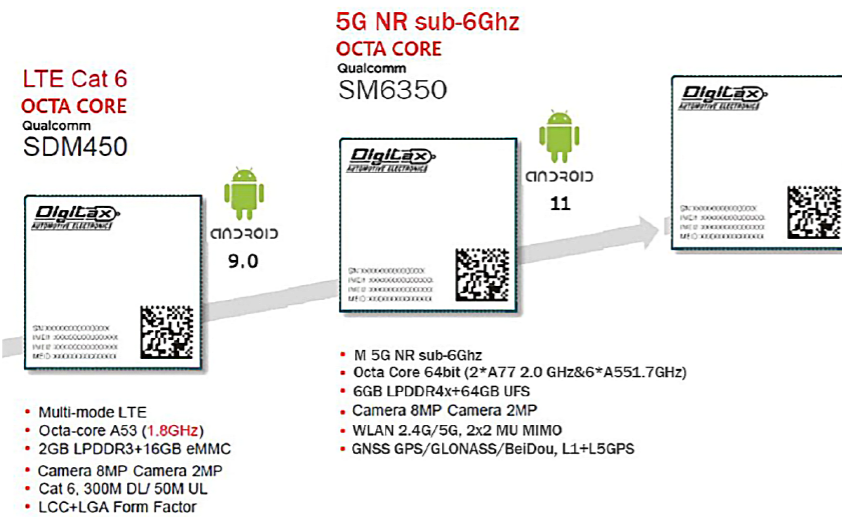 5G NR sub-6Ghz
OCTA CORE
Qualcomm
SM6350
LTE Cat 6
OCTA CORE
Qualcomm
SDM450
Digitax
AUTOMOTIVE ELECTRONICS
ANDROID
9.0
Digitax
AUTOMOTIVE ELECTRONICS
ANDROID
11
Digitax
AUTOMOTIVE ELECTRONICS
• Multi-mode LTE
• Octa-core A53 (1.8GHz)
• 2GB LPDDR3+16GB eMMC
• Camera 8MP Camera 2MP
• Cat 6, 300M DL/ 50M UL
• LCC+LGA Form Factor
• M 5G NR sub-6Ghz
• Octa Core 64bit (2*A77 2.0 GHz&6*A551.7GHz)
• 6GB LPDDR4x+64GB UFS
• Camera 8MP Camera 2MP
• WLAN 2.4G/5G, 2x2 MU MIMO
• GNSS GPS/GLONASS/BeiDou, L1+L5GPS